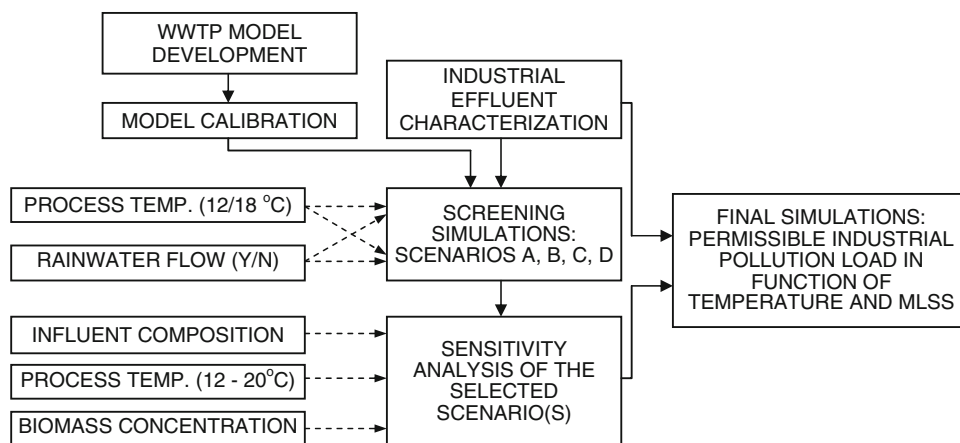 WWTP MODEL
DEVELOPMENT
MODEL CALIBRATION
INDUSTRIAL
EFFLUENT
CHARACTERIZATION
PROCESS TEMP. (12/18 °C)
RAINWATER FLOW (Y/N)
SCREENING
SIMULATIONS:
SCENARIOS A, B, C, D
INFLUENT COMPOSITION
PROCESS TEMP. (12 - 20°C)
BIOMASS CONCENTRATION
SENSITIVITY
ANALYSIS OF THE
SELECTED
SCENARIO(S)
FINAL SIMULATIONS:
PERMISSIBLE INDUSTRIAL
POLLUTION LOAD IN
FUNCTION OF
TEMPERATURE AND MLSS